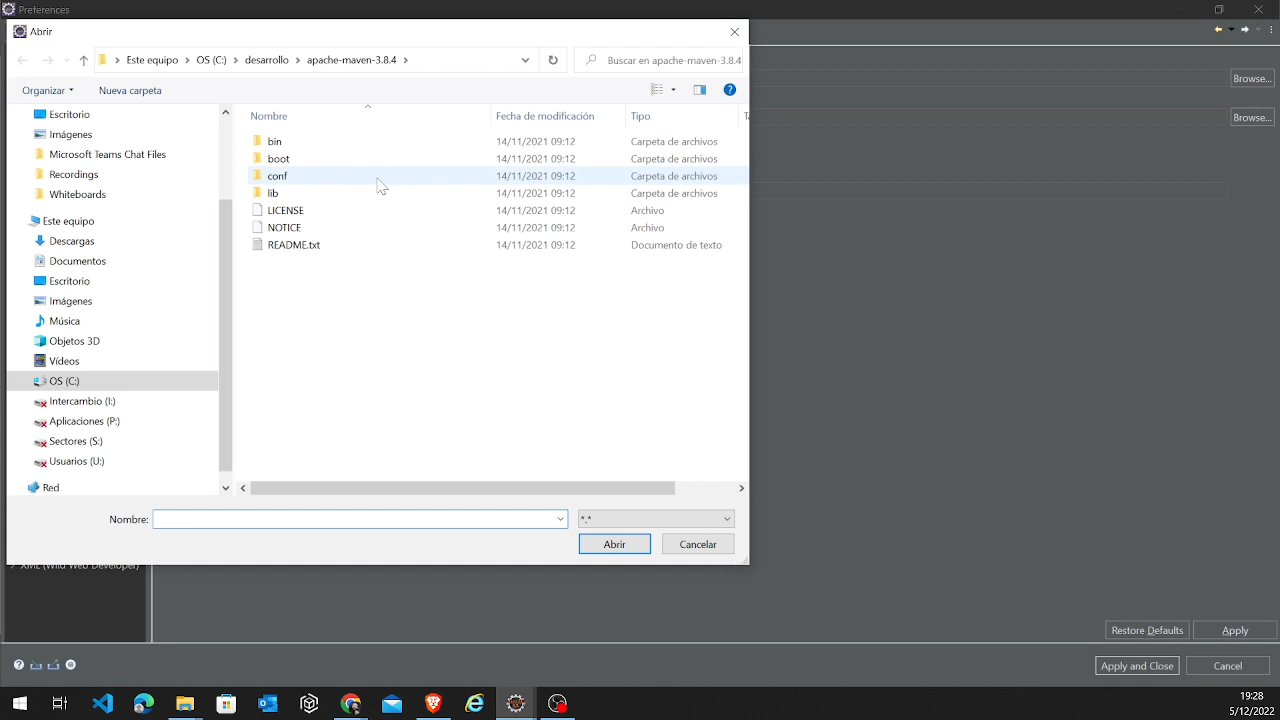 Preferences
Abrir
Este equipo
OS (C:)
desarrollo
apache-maven-3.8.4
Buscar en apache-maven-3.8.4
Organizar
Nueva carpeta
Escritorio
Imágenes
Microsoft Teams Chat Files
Recordings
Whiteboards
Este equipo
Descargas
Documentos
Escritorio
Imágenes
Música
Objetos 3D
Vídeos
OS (C:)
Intercambio (I:)
Aplicaciones (P:)
Sectores (S:)
Usuarios (U:)
Red
Nombre Fecha de modificación Tipo
bin 14/11/2021 09:12 Carpeta de archivos
boot 14/11/2021 09:12 Carpeta de archivos
conf 14/11/2021 09:12 Carpeta de archivos
lib 14/11/2021 09:12 Carpeta de archivos
LICENSE 14/11/2021 09:12 Archivo
NOTICE 14/11/2021 09:12 Archivo
README.txt 14/11/2021 09:12 Documento de texto
Nombre:
*.*
Abrir
Cancelar
Browse...
Browse...
XML (Wild Web Developer)
Restore Defaults
Apply
Apply and Close
Cancel
19:28
5/12/2022